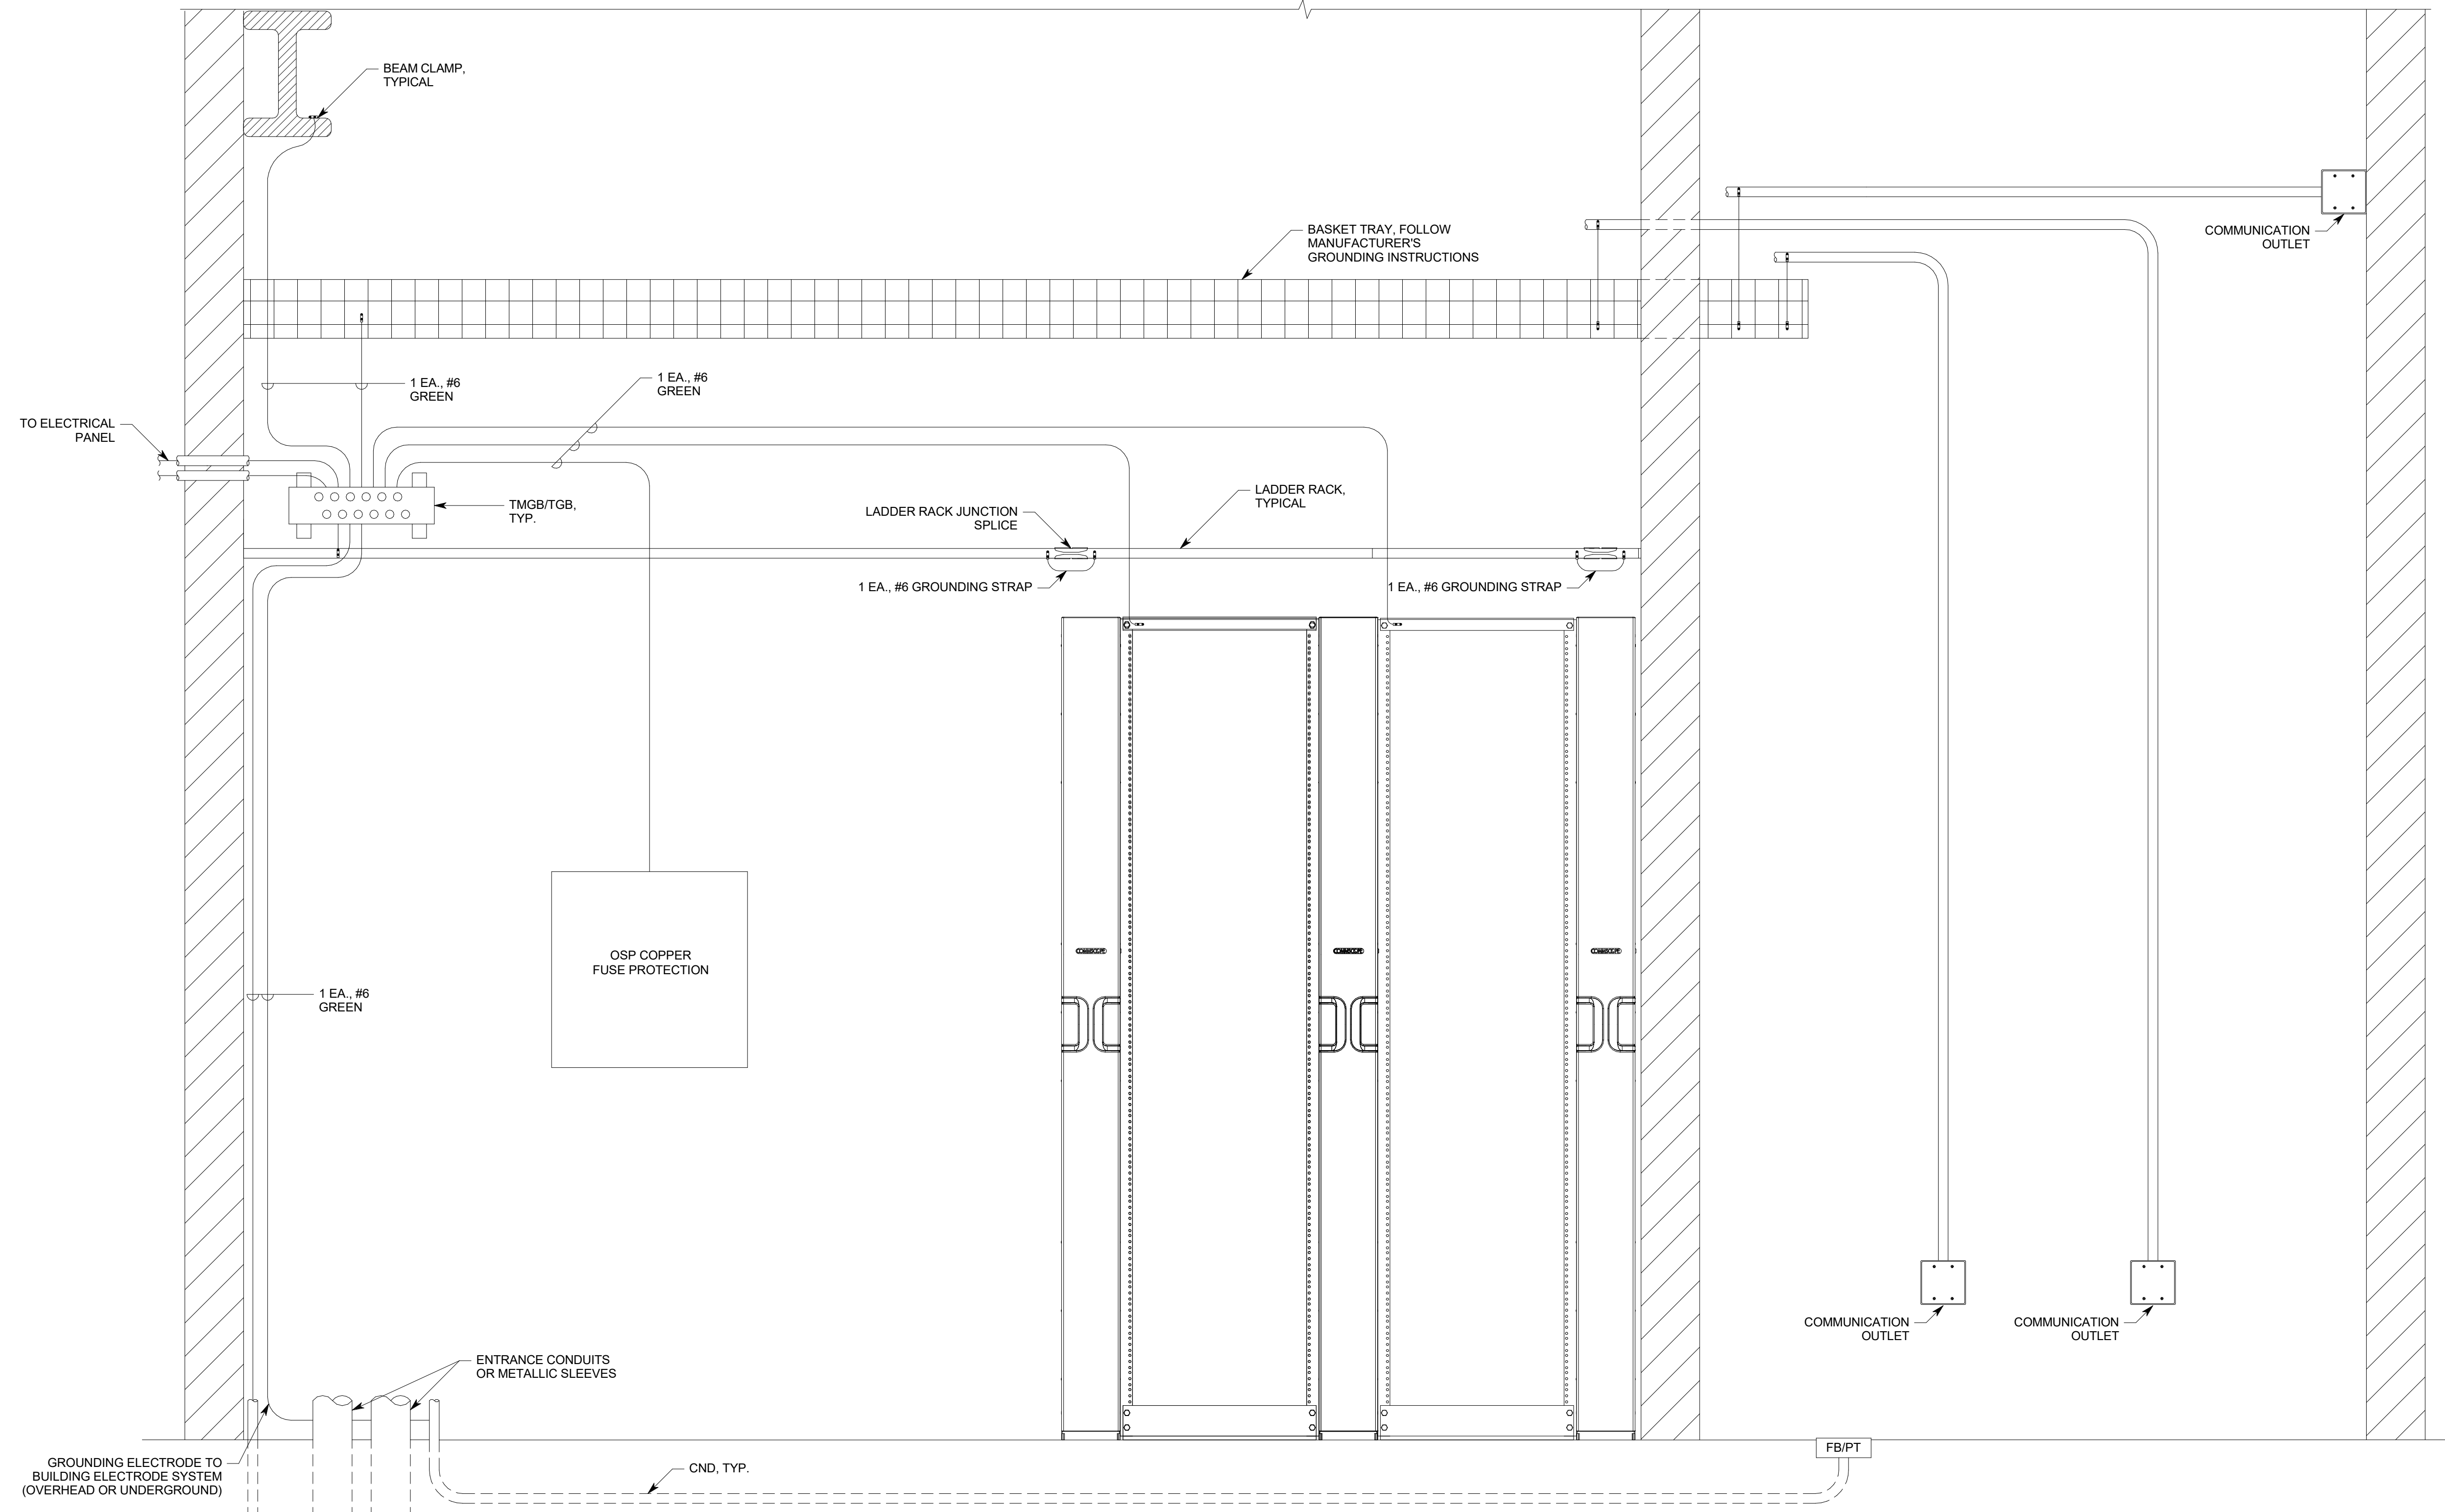 BEAM CLAMP,
TYPICAL
BASKET TRAY, FOLLOW
MANUFACTURER'S
GROUNDING INSTRUCTIONS
COMMUNICATION
OUTLET
1 EA., #6
GREEN
1 EA., #6
GREEN
TO ELECTRICAL
PANEL
TMGB/TGB,
TYP.
LADDER RACK JUNCTION
SPLICE
LADDER RACK,
TYPICAL
1 EA., #6 GROUNDING STRAP
1 EA., #6 GROUNDING STRAP
OSP COPPER
FUSE PROTECTION
COMMSCOPE
COMMSCOPE
COMMSCOPE
1 EA., #6
GREEN
COMMUNICATION
OUTLET
COMMUNICATION
OUTLET
ENTRANCE CONDUITS
OR METALLIC SLEEVES
GROUNDING ELECTRODE TO
BUILDING ELECTRODE SYSTEM
(OVERHEAD OR UNDERGROUND)
CND, TYP.
FB/PT